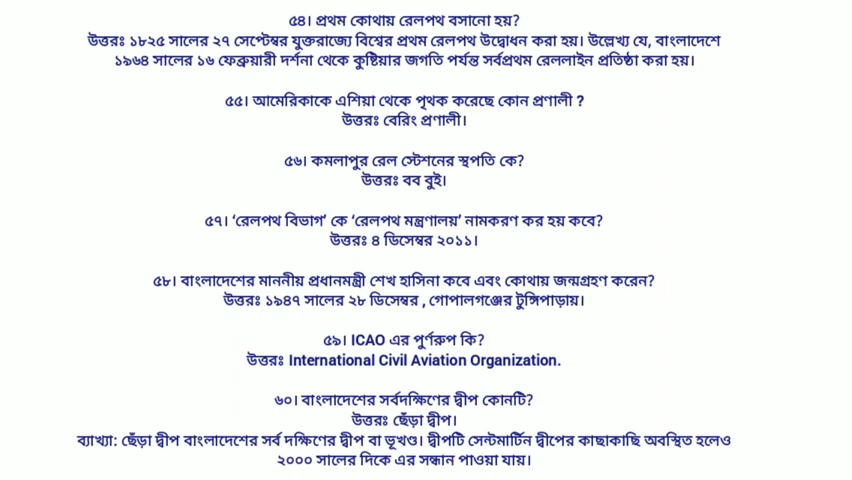 ৫৪। প্রথম কোথায় রেলপথ বসানো হয়?
উত্তরঃ ১৮২৫ সালের ২৭ সেপ্টেম্বর যুক্তরাজ্যে বিশ্বের প্রথম রেলপথ উদ্বোধন করা হয়। উল্লেখ্য যে, বাংলাদেশে
১৯৬৪ সালের ১৬ ফেব্রুয়ারী দর্শনা থেকে কুষ্টিয়ার জগতি পর্যন্ত সর্বপ্রথম রেললাইন প্রতিষ্ঠা করা হয়।
৫৫। আমেরিকাকে এশিয়া থেকে পৃথক করেছে কোন প্রণালী ?
উত্তরঃ বেরিং প্রণালী।
৫৬। কমলাপুর রেল স্টেশনের স্থপতি কে?
উত্তরঃ বব বুই।
৫৭। ‘রেলপথ বিভাগ’ কে ‘রেলপথ মন্ত্রণালয়’ নামকরণ কর হয় কবে?
উত্তরঃ ৪ ডিসেম্বর ২০১১।
৫৮। বাংলাদেশের মাননীয় প্রধানমন্ত্রী শেখ হাসিনা কবে এবং কোথায় জন্মগ্রহণ করেন?
উত্তরঃ ১৯৪৭ সালের ২৮ ডিসেম্বর , গোপালগঞ্জের টুঙ্গিপাড়ায়।
৫৯। ICAO এর পুর্ণরুপ কি?
উত্তরঃ International Civil Aviation Organization.
৬০। বাংলাদেশের সর্বদক্ষিণের দ্বীপ কোনটি?
উত্তরঃ ছেঁড়া দ্বীপ।
ব্যাখ্যা: ছেঁড়া দ্বীপ বাংলাদেশের সর্ব দক্ষিণের দ্বীপ বা ভূখণ্ড। দ্বীপটি সেন্টমার্টিন দ্বীপের কাছাকাছি অবস্থিত হলেও
২০০০ সালের দিকে এর সন্ধান পাওয়া যায়।